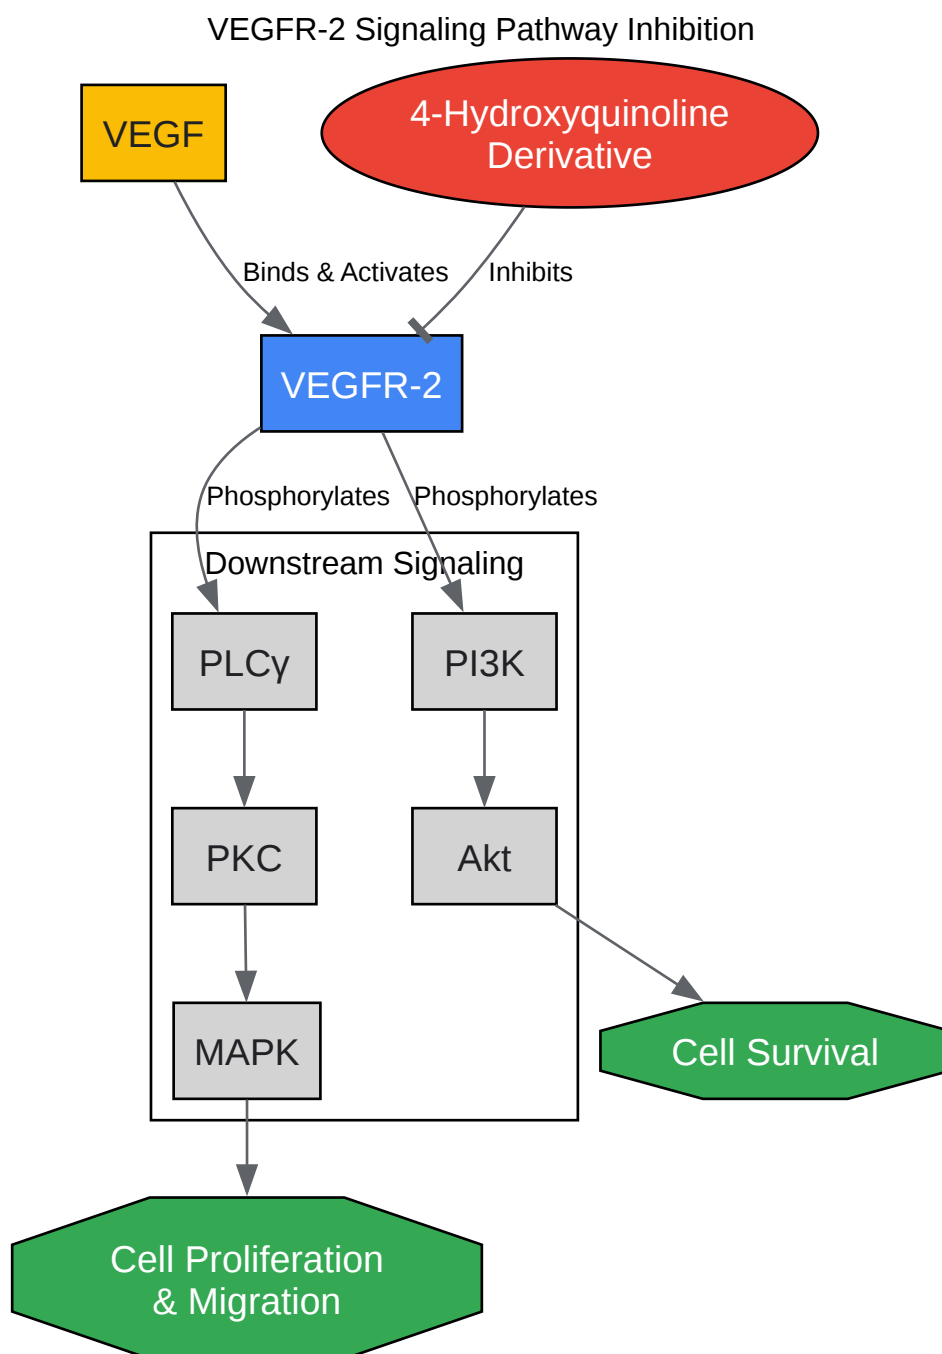 VEGFR-2 Signaling Pathway Inhibition
VEGF
4-Hydroxyquinoline
Derivative
Binds & Activates
Inhibits
VEGFR-2
Phosphorylates
Phosphorylates
Downstream Signaling
PLCγ
PI3K
PKC
Akt
MAPK
Cell Survival
Cell Proliferation
& Migration